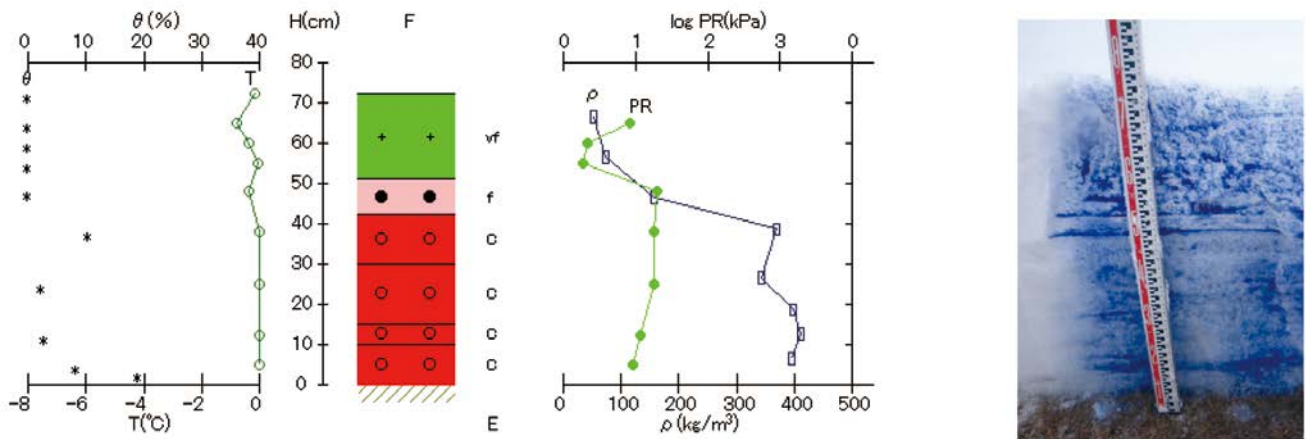 θ(%)
0 10 20 30 40
θ T
-8 -6 -4 -2 0
T(℃)
H(cm) F
80
70
60
50
40
30
20
10
0
vf
f
C
C
C
C
E
log PR(kPa)
0 1 2 3 0
ρ PR
0 100 200 300 400 500
ρ(kg/m³)